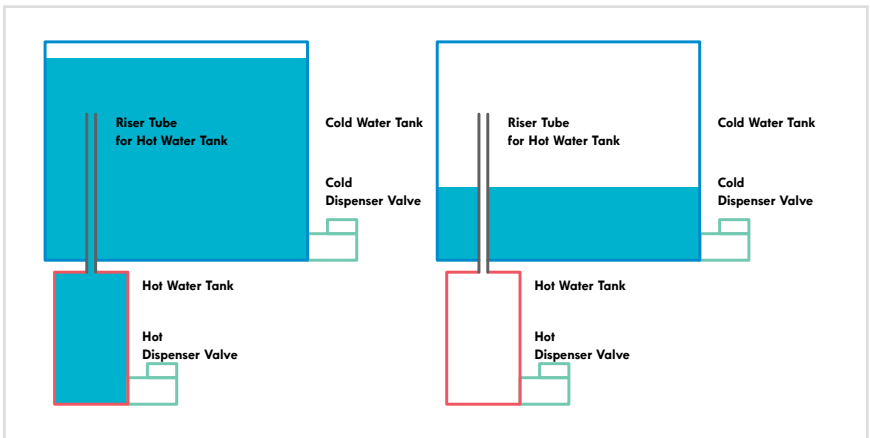 Riser Tube
for Hot Water Tank
Cold Water Tank
Cold
Dispenser Valve
Hot Water Tank
Hot
Dispenser Valve
Riser Tube
for Hot Water Tank
Cold Water Tank
Cold
Dispenser Valve
Hot Water Tank
Hot
Dispenser Valve